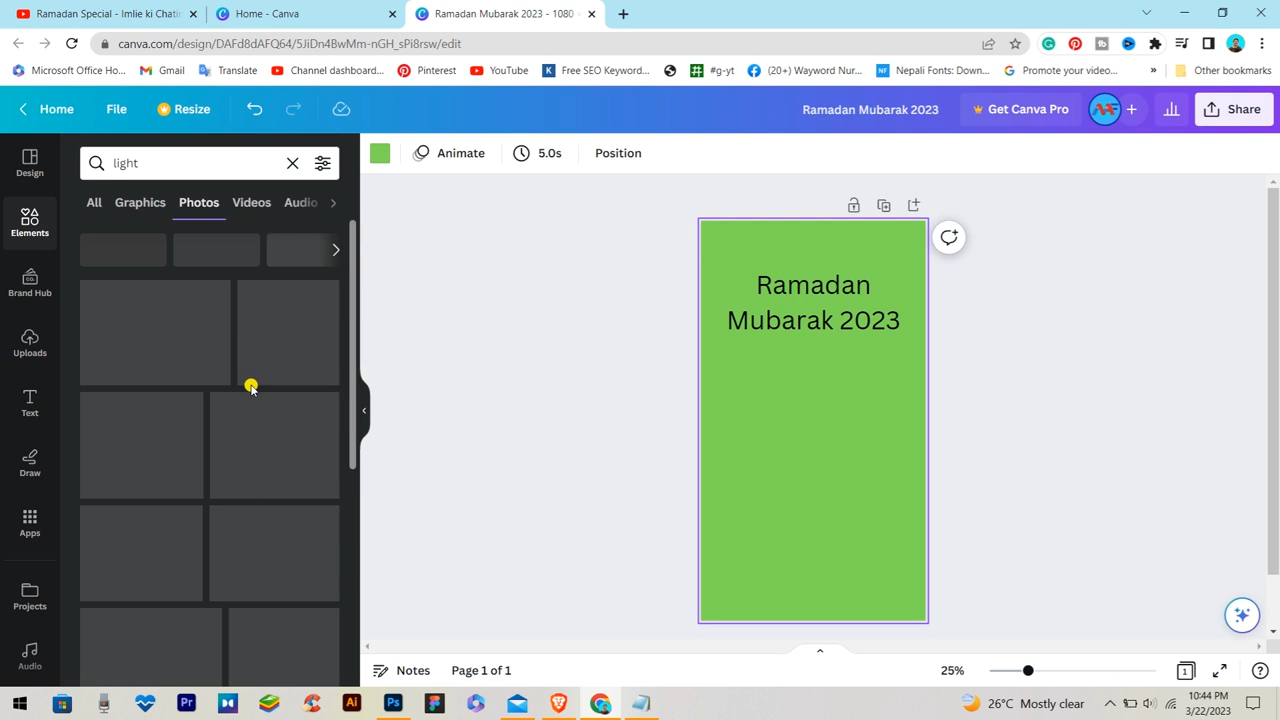 Ramadan Special - Imlie ki Chatin
Home - Canva
Ramadan Mubarak 2023 - 1080
canva.com/design/DAFd8dAFQ64/5JiDn4BwMm-nGH_sPi8rsw/edit
Microsoft Office Ho...
Gmail
Translate
Channel dashboard...
Pinterest
YouTube
Free SEO Keyword...
#g-yt
(20+) Wayword Nur...
Nepali Fonts: Down...
Promote your video...
»
Other bookmarks
Home
File
Resize
Ramadan Mubarak 2023
Get Canva Pro
Share
Design
Elements
Brand Hub
Uploads
Text
Draw
Apps
Projects
Audio
light
All
Graphics
Photos
Videos
Audio
Animate
5.0s
Position
Ramadan
Mubarak 2023
Notes
Page 1 of 1
25%
1
26°C Mostly clear
10:44 PM
3/22/2023